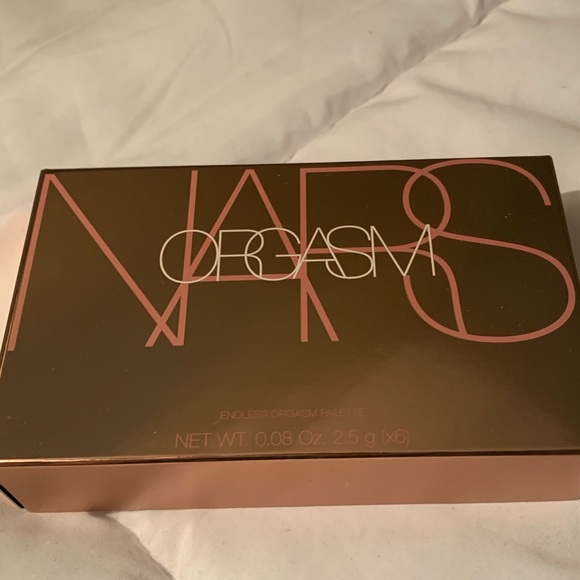 NARS
ORGASM
ENDLESS ORGASM PALETTE
NET WT. 0.08 Oz. 2.5 g (x6)